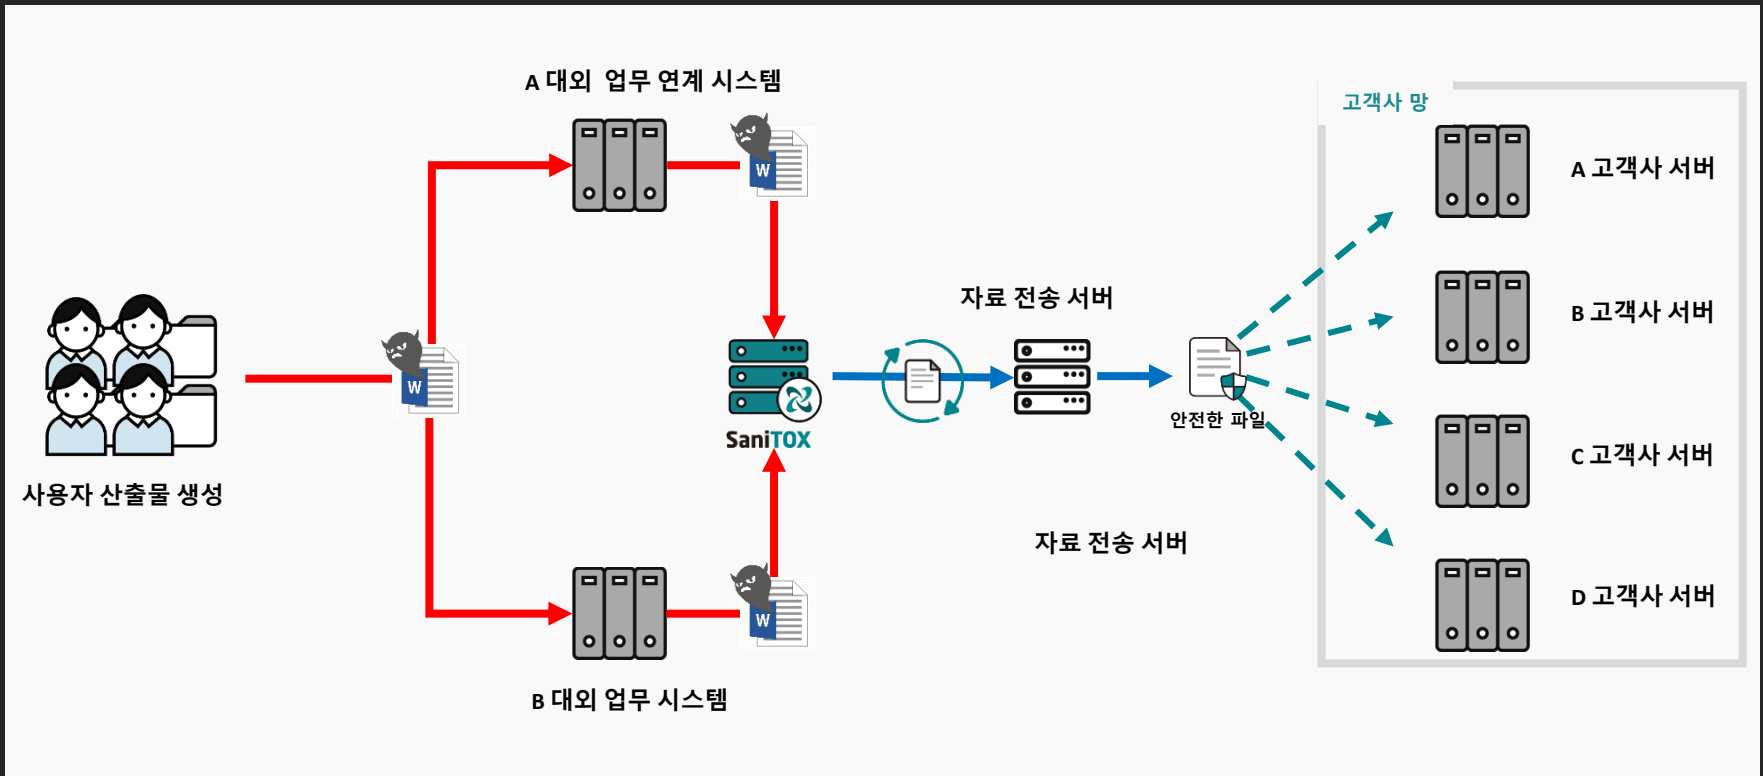 A 대외 업무 연계 시스템
고객사 망
A 고객사 서버
W
자료 전송 서버
B 고객사 서버
W
안전한 파일
SaniTOX
C 고객사 서버
사용자 산출물 생성
자료 전송 서버
W
D 고객사 서버
B 대외 업무 시스템